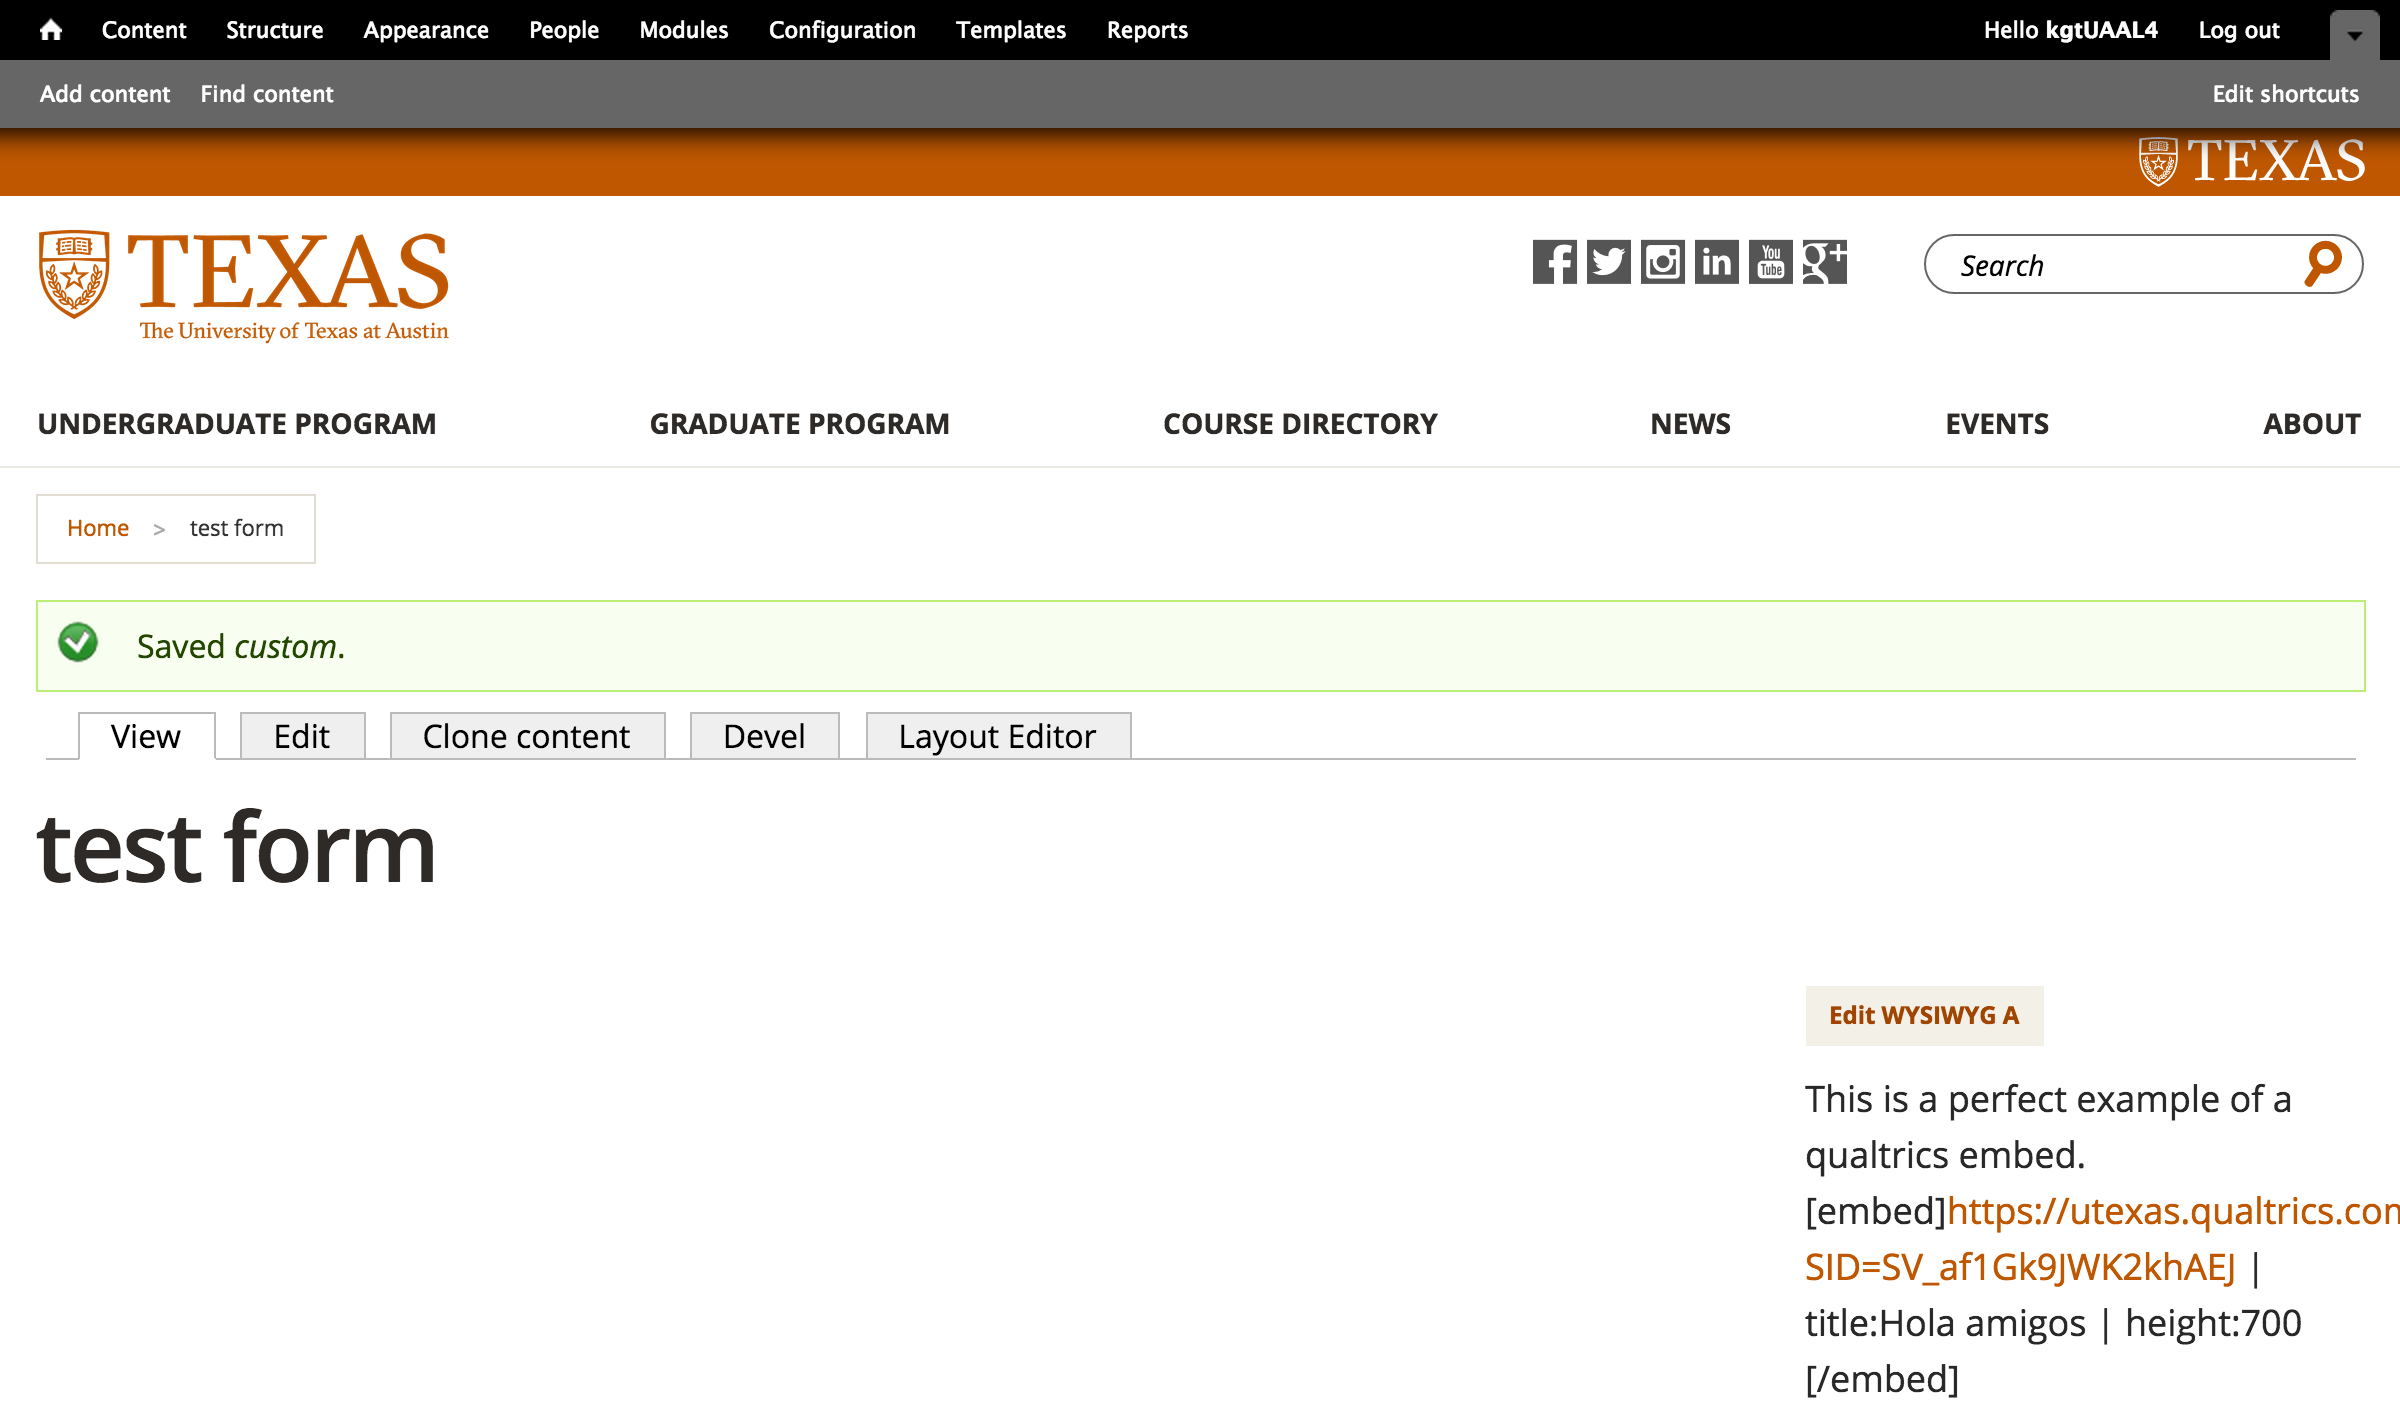 Content Structure Appearance People Modules Configuration Templates Reports Hello kgtUAAL4 Log out
Add content Find content Edit shortcuts
TEXAS
TEXAS
The University of Texas at Austin
You
Tube
g+
Search
UNDERGRADUATE PROGRAM GRADUATE PROGRAM COURSE DIRECTORY NEWS EVENTS ABOUT
Home > test form
Saved custom.
View Edit Clone content Devel Layout Editor
test form
Edit WYSIWYG A
This is a perfect example of a
qualtrics embed.
[embed]https://utexas.qualtrics.com
SID=SV_af1Gk9JWK2khAEJ |
title:Hola amigos | height:700
[/embed]